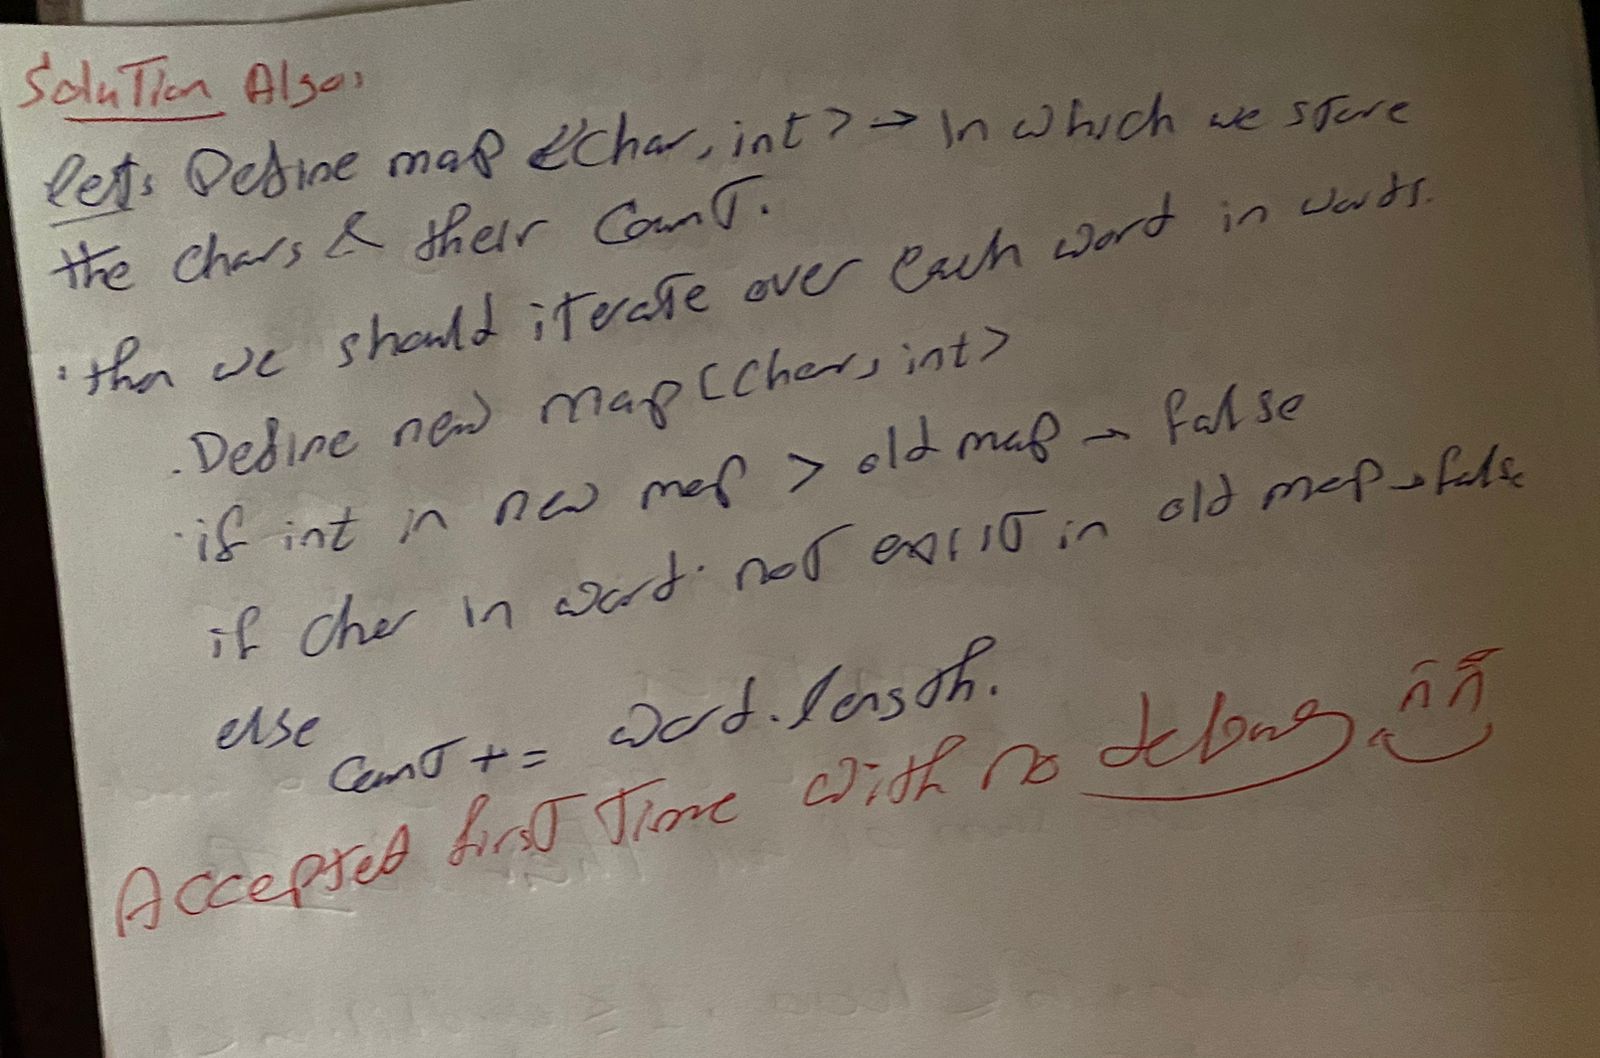 Solution Algo:
lets Define map <char, int> → in which we store
the chars & their count.
· then we should iterate over each word in words.
. Define new map <char, int>
· if int in new map > old map → false
if char in word not exsist in old map → false
else
count += word.length.
Accepted first time with no debug.